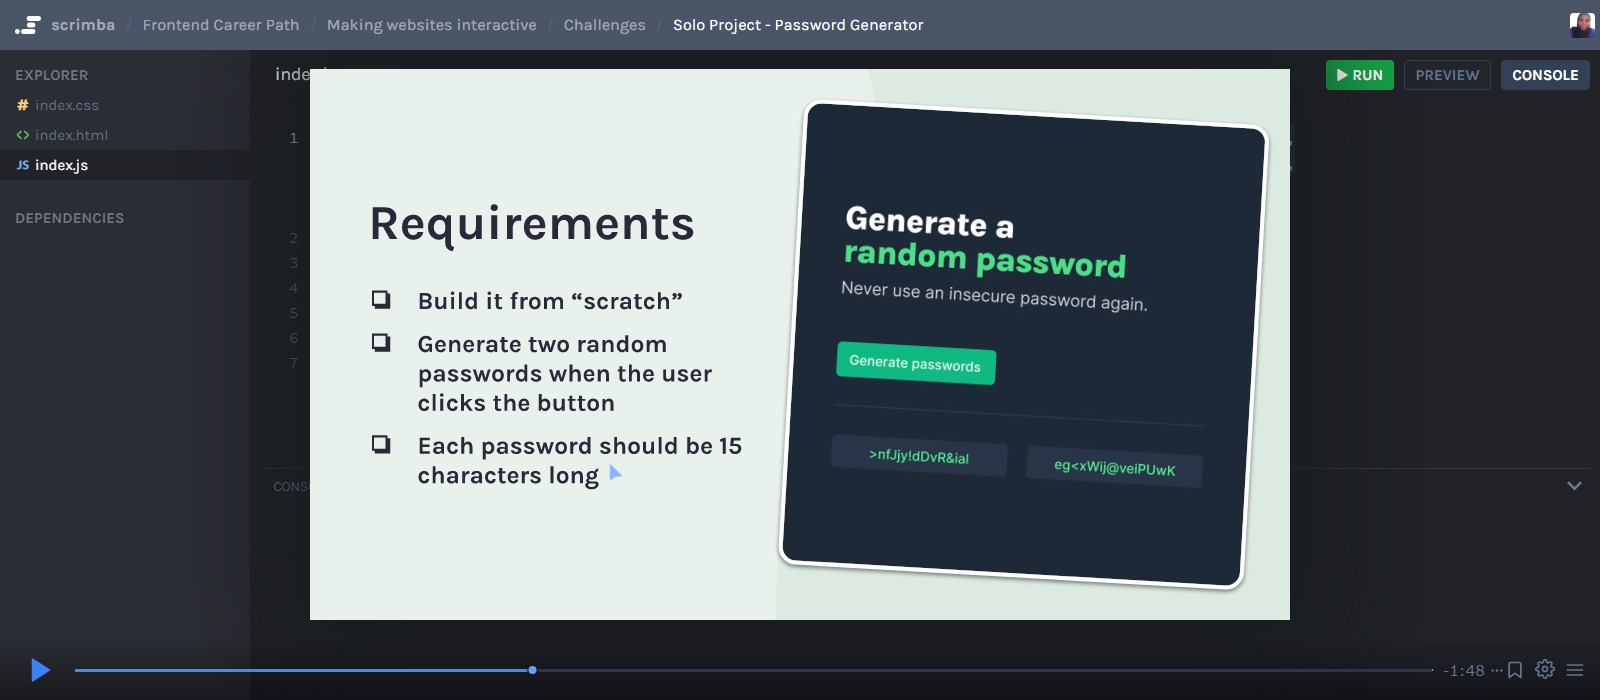 scrimba / Frontend Career Path / Making websites interactive / Challenges / Solo Project - Password Generator
EXPLORER
# index.css
<> index.html
JS index.js
DEPENDENCIES
RUN PREVIEW CONSOLE
1
2
3
4
5
6
7
Requirements
Build it from “scratch”
Generate two random
passwords when the user
clicks the button
Each password should be 15
characters long
Generate a
random password
Never use an insecure password again.
Generate passwords
>nfJjy!dDvR&ial eg<xWij@veiPUwK
-1:48